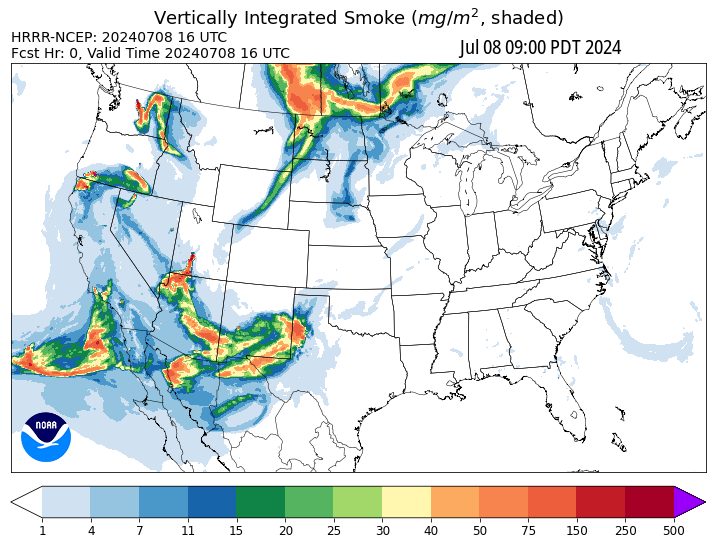 Vertically Integrated Smoke (mg/m², shaded)
HRRR-NCEP: 20240708 16 UTC
Fcst Hr: 0, Valid Time 20240708 16 UTC
Jul 08 09:00 PDT 2024
NOAA
1 4 7 11 15 20 25 30 40 50 75 150 250 500